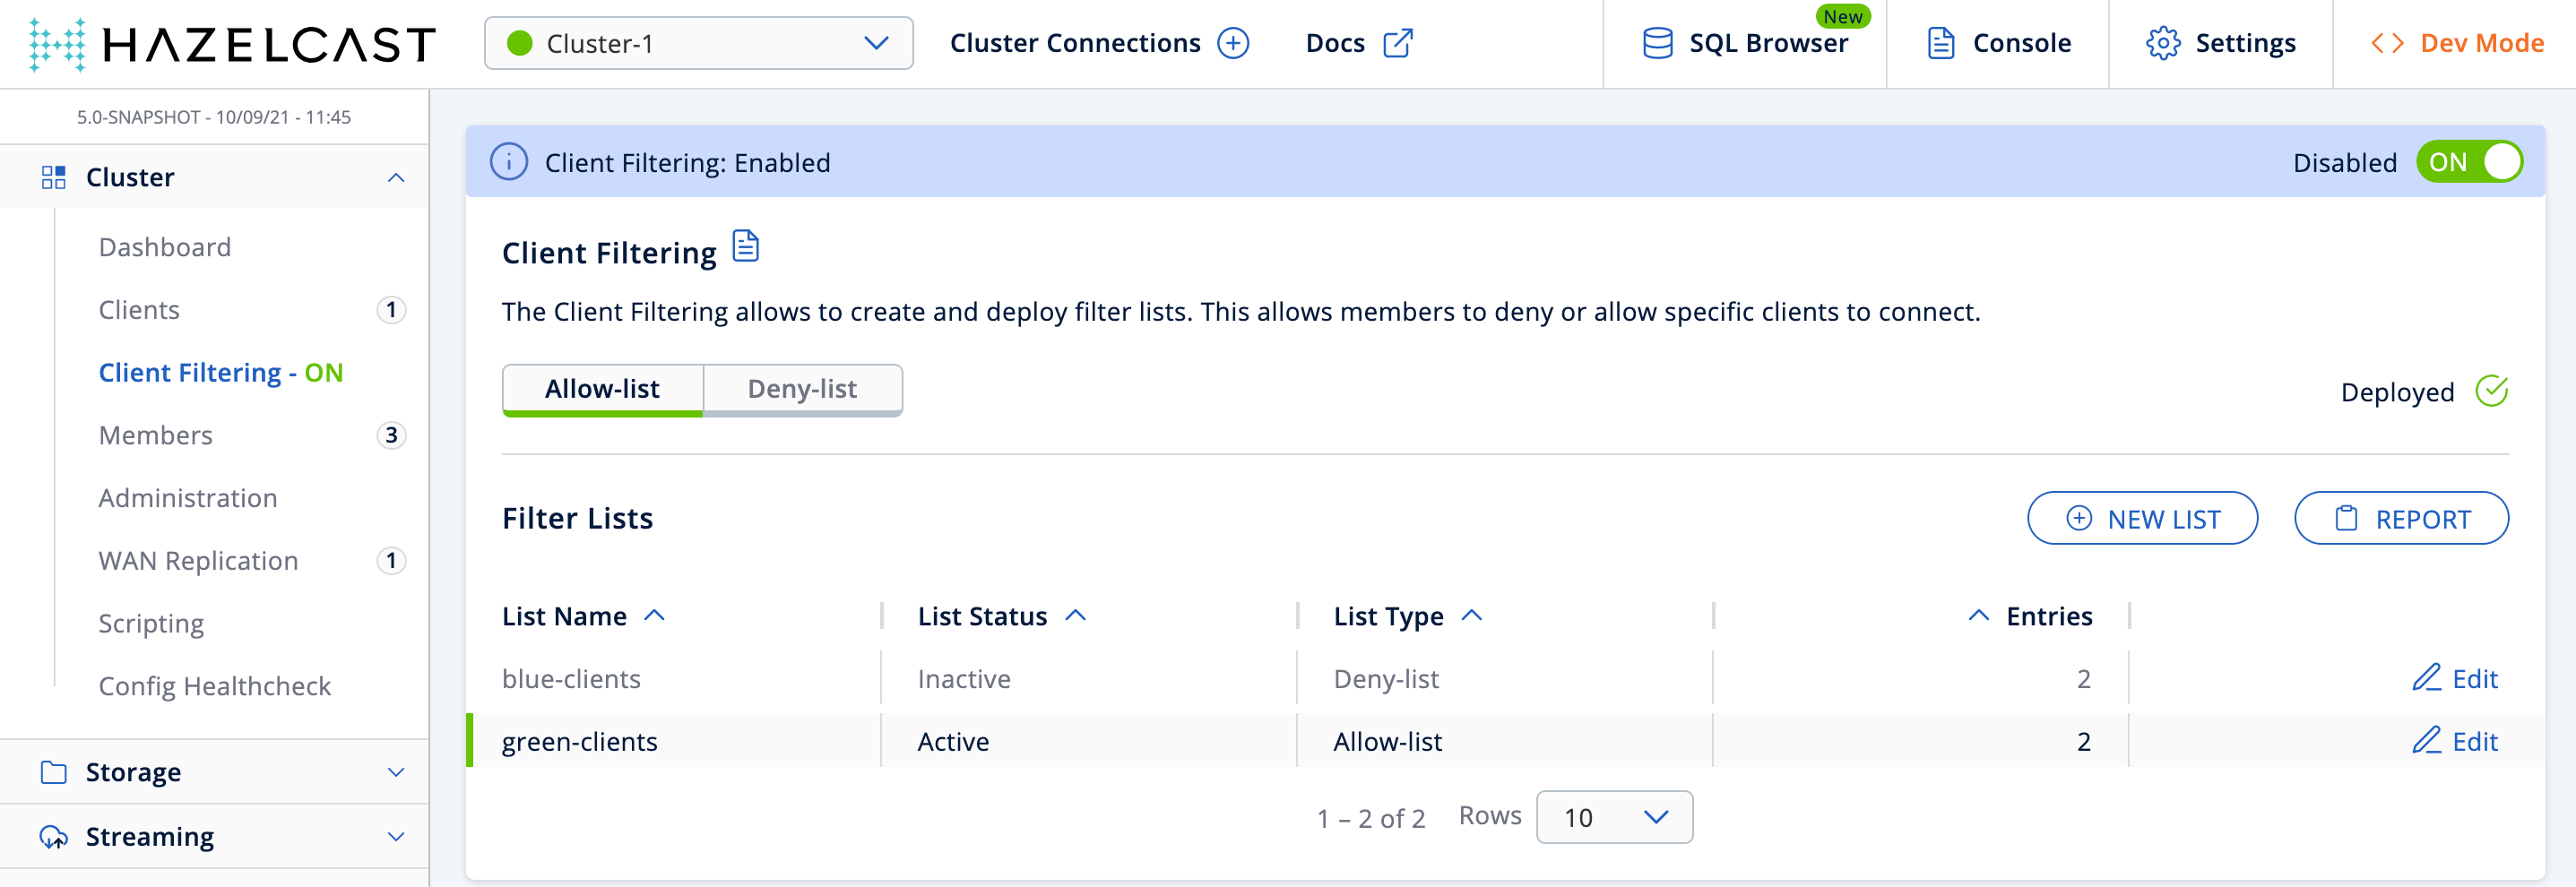 HAZELCAST
Cluster-1
Cluster Connections
Docs
New
SQL Browser
Console
Settings
Dev Mode
5.0-SNAPSHOT - 10/09/21 - 11:45
Cluster
Dashboard
Clients 1
Client Filtering - ON
Members 3
Administration
WAN Replication 1
Scripting
Config Healthcheck
Storage
Streaming
Client Filtering: Enabled
Disabled ON
Client Filtering
The Client Filtering allows to create and deploy filter lists. This allows members to deny or allow specific clients to connect.
Allow-list Deny-list
Deployed
Filter Lists
NEW LIST
REPORT
List Name List Status List Type Entries
blue-clients Inactive Deny-list 2 Edit
green-clients Active Allow-list 2 Edit
1 – 2 of 2 Rows 10